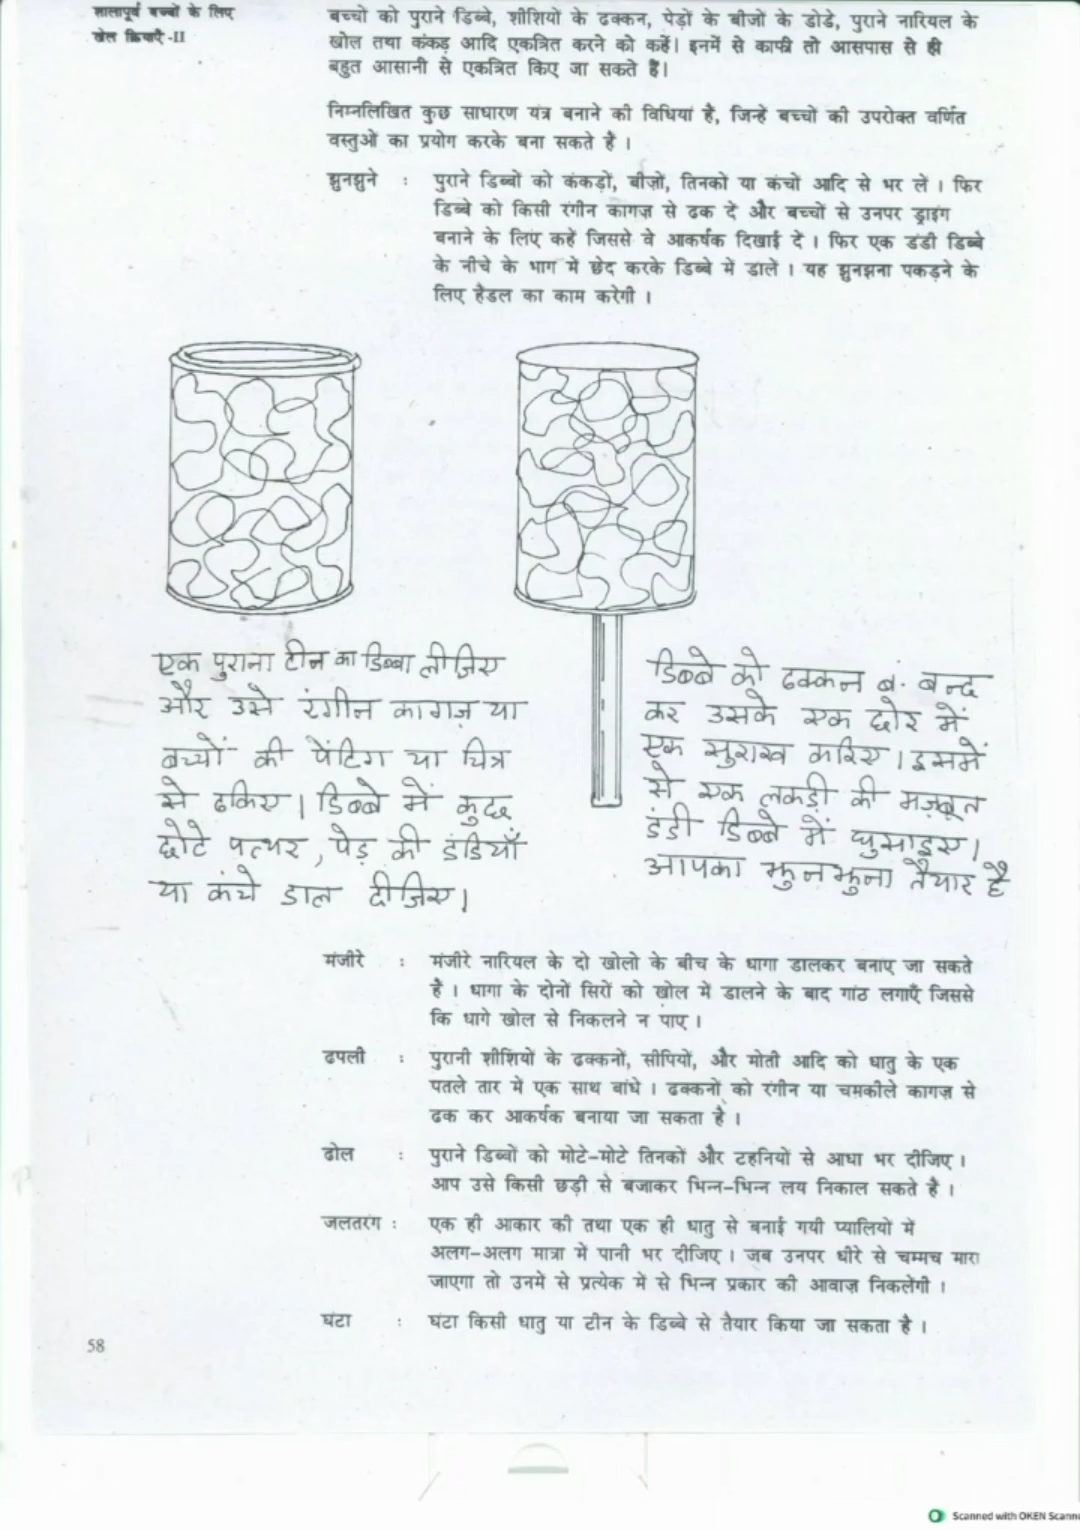 शालापूर्व बच्चों के लिए
खेल क्रियाएँ -II
बच्चों को पुराने डिब्बे, शीशियों के ढक्कन, पेड़ों के बीजों के डोडे, पुराने नारियल के
खोल तथा कंकड़ आदि एकत्रित करने को कहें। इनमें से काफी तो आसपास से ही
बहुत आसानी से एकत्रित किए जा सकते हैं।
निम्नलिखित कुछ साधारण यंत्र बनाने की विधियां है, जिन्हें बच्चों की उपरोक्त वर्णित
वस्तुओं का प्रयोग करके बना सकते है ।
झुनझुने : पुराने डिब्बों को कंकड़ों, बीज़ों, तिनकों या कंचों आदि से भर लें । फिर
डिब्बे को किसी रंगीन कागज़ से ढक दें और बच्चों से उनपर ड्राइंग
बनाने के लिए कहें जिससे वे आकर्षक दिखाई दें । फिर एक डंडी डिब्बे
के नीचे के भाग में छेद करके डिब्बे में डालें । यह झुनझना पकड़ने के
लिए हैंडल का काम करेगी ।
एक पुराना टीन का डिब्बा लीजिए
और उसे रंगीन कागज़ या
बच्चों की पेंटिग या चित्र
से ढकिए। डिब्बे में कुछ
छोटे पत्थर, पेड़ की डंडियाँ
या कंचे डाल दीजिए।
डिब्बे को ढक्कन बं. बन्द
कर उसके एक छोर में
एक सुराख करिए। इसमें
से एक लकड़ी की मज़बूत
डंडी डिब्बे में घुसाइए।
आपका झुनझुना तैयार है
मंजीरे : मंजीरे नारियल के दो खोलो के बीच के धागा डालकर बनाए जा सकते
है । धागा के दोनों सिरों को खोल में डालने के बाद गांठ लगाएँ जिससे
कि धागे खोल से निकलने न पाए ।
ढपली : पुरानी शीशियों के ढक्कनों, सीपियों, और मोती आदि को धातु के एक
पतले तार में एक साथ बांधे । ढक्कनों को रंगीन या चमकीले कागज़ से
ढक कर आकर्षक बनाया जा सकता है ।
ढोल : पुराने डिब्बों को मोटे-मोटे तिनकों और टहनियों से आधा भर दीजिए ।
आप उसे किसी छड़ी से बजाकर भिन्न-भिन्न लय निकाल सकते है ।
जलतरंग : एक ही आकार की तथा एक ही धातु से बनाई गयी प्यालियों में
अलग-अलग मात्रा में पानी भर दीजिए । जब उनपर धीरे से चम्मच मारा
जाएगा तो उनमें से प्रत्येक में से भिन्न प्रकार की आवाज़ निकलेंगी ।
घंटा : घंटा किसी धातु या टीन के डिब्बे से तैयार किया जा सकता है ।
58
Scanned with OKEN Scann